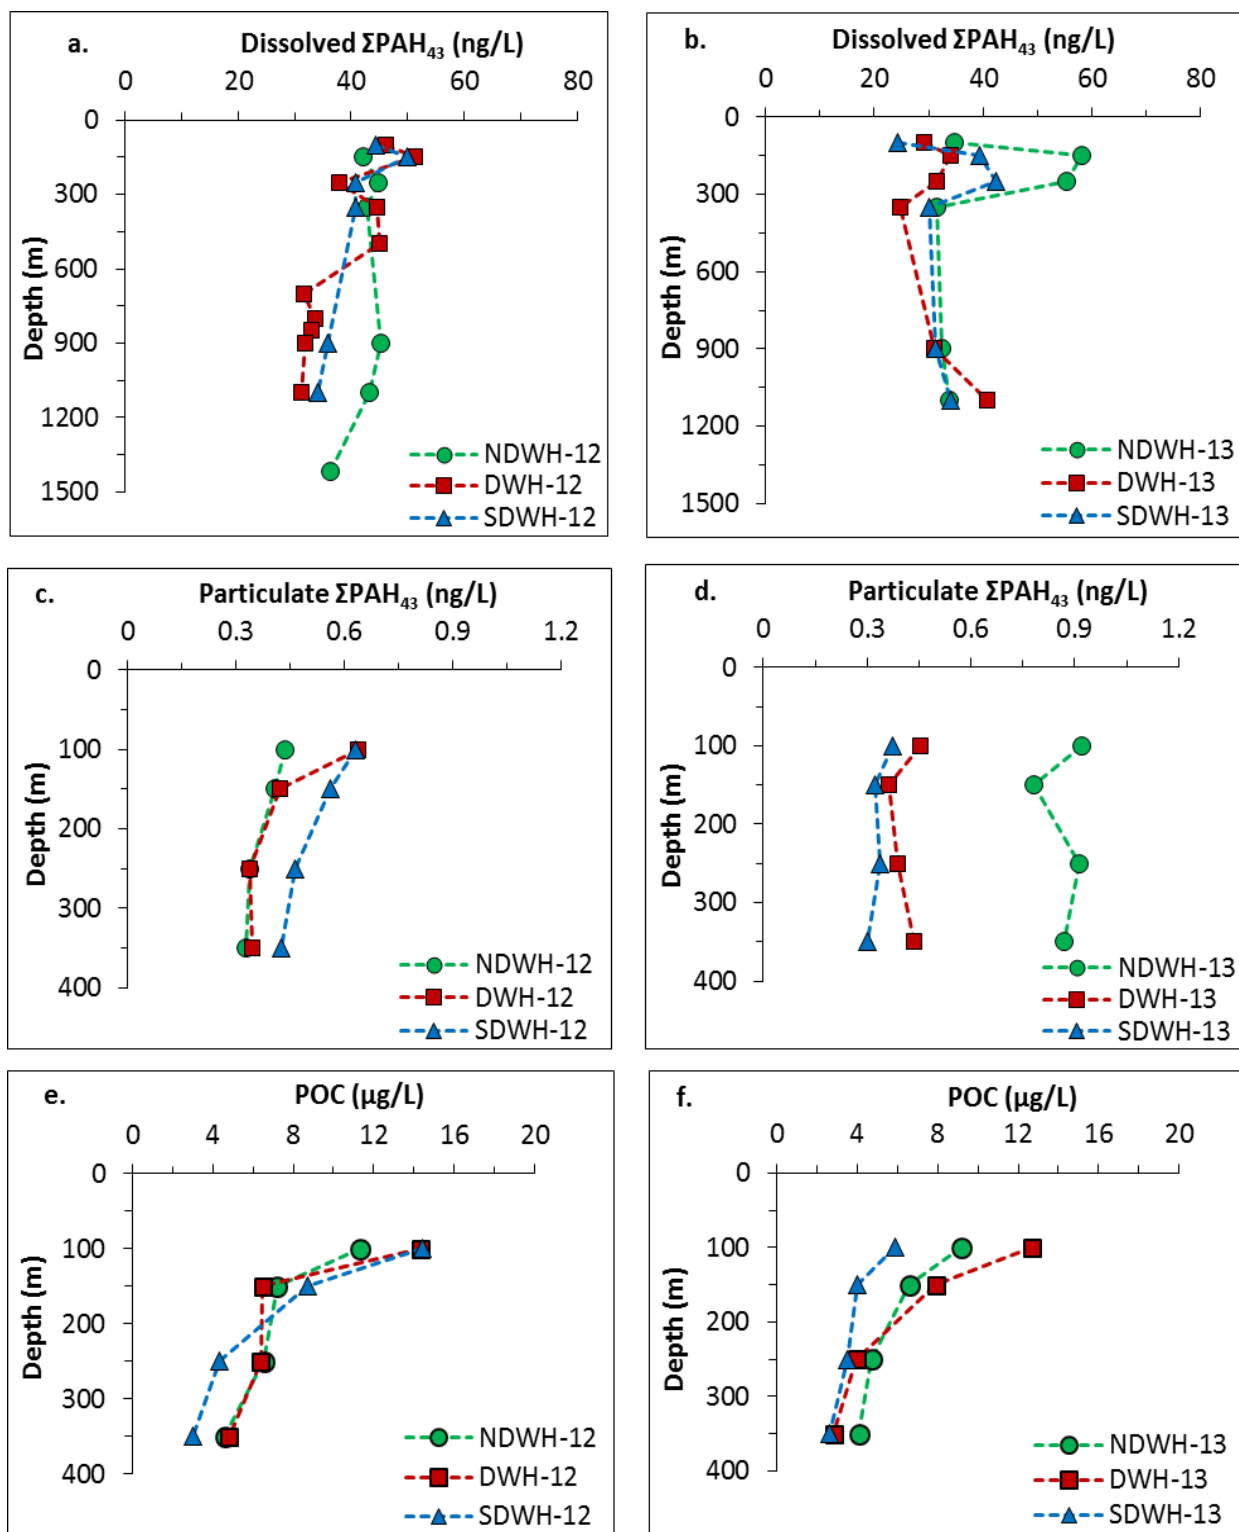 a. Dissolved ΣPAH43 (ng/L)
0 20 40 60 80
0
300
600
900
1200
1500
Depth (m)
NDWH-12
DWH-12
SDWH-12
b. Dissolved ΣPAH43 (ng/L)
0 20 40 60 80
0
300
600
900
1200
1500
Depth (m)
NDWH-13
DWH-13
SDWH-13
c. Particulate ΣPAH43 (ng/L)
0 0.3 0.6 0.9 1.2
0
100
200
300
400
Depth (m)
NDWH-12
DWH-12
SDWH-12
d. Particulate ΣPAH43 (ng/L)
0 0.3 0.6 0.9 1.2
0
100
200
300
400
Depth (m)
NDWH-13
DWH-13
SDWH-13
e. POC (µg/L)
0 4 8 12 16 20
0
100
200
300
400
Depth (m)
NDWH-12
DWH-12
SDWH-12
f. POC (µg/L)
0 4 8 12 16 20
0
100
200
300
400
Depth (m)
NDWH-13
DWH-13
SDWH-13